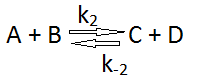 k2
A + B ⇌ C + D
k-2